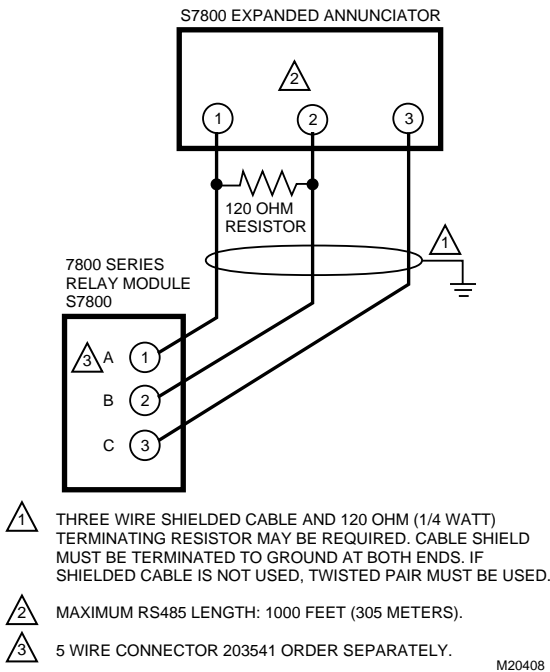 S7800 EXPANDED ANNUNCIATOR
2
1 2 3
120 OHM
RESISTOR
1
7800 SERIES
RELAY MODULE
S7800
3 A 1
B 2
C 3
1 THREE WIRE SHIELDED CABLE AND 120 OHM (1/4 WATT)
TERMINATING RESISTOR MAY BE REQUIRED. CABLE SHIELD
MUST BE TERMINATED TO GROUND AT BOTH ENDS. IF
SHIELDED CABLE IS NOT USED, TWISTED PAIR MUST BE USED.
2 MAXIMUM RS485 LENGTH: 1000 FEET (305 METERS).
3 5 WIRE CONNECTOR 203541 ORDER SEPARATELY.
M20408